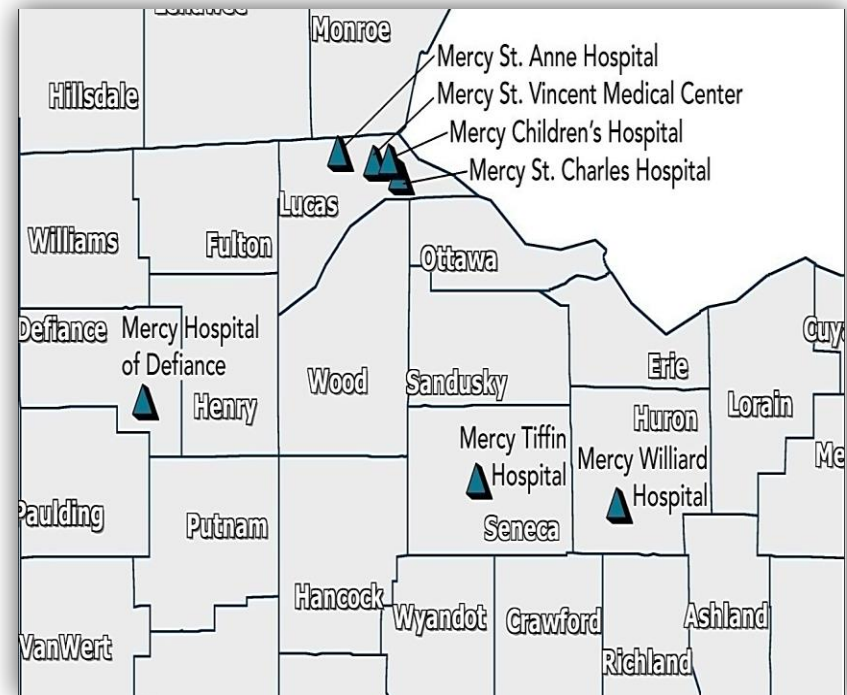 Monroe
Hillsdale
Mercy St. Anne Hospital
Mercy St. Vincent Medical Center
Mercy Children's Hospital
Mercy St. Charles Hospital
Lucas
Williams
Fulton
Ottawa
Defiance
Mercy Hospital
of Defiance
Henry
Wood
Sandusky
Erie
Lorain
Huron
Mercy Tiffin
Hospital
Mercy Williard
Hospital
Seneca
Paulding
Putnam
Hancock
Wyandot
Crawford
Ashland
Richland
VanWert
Cuy
Me